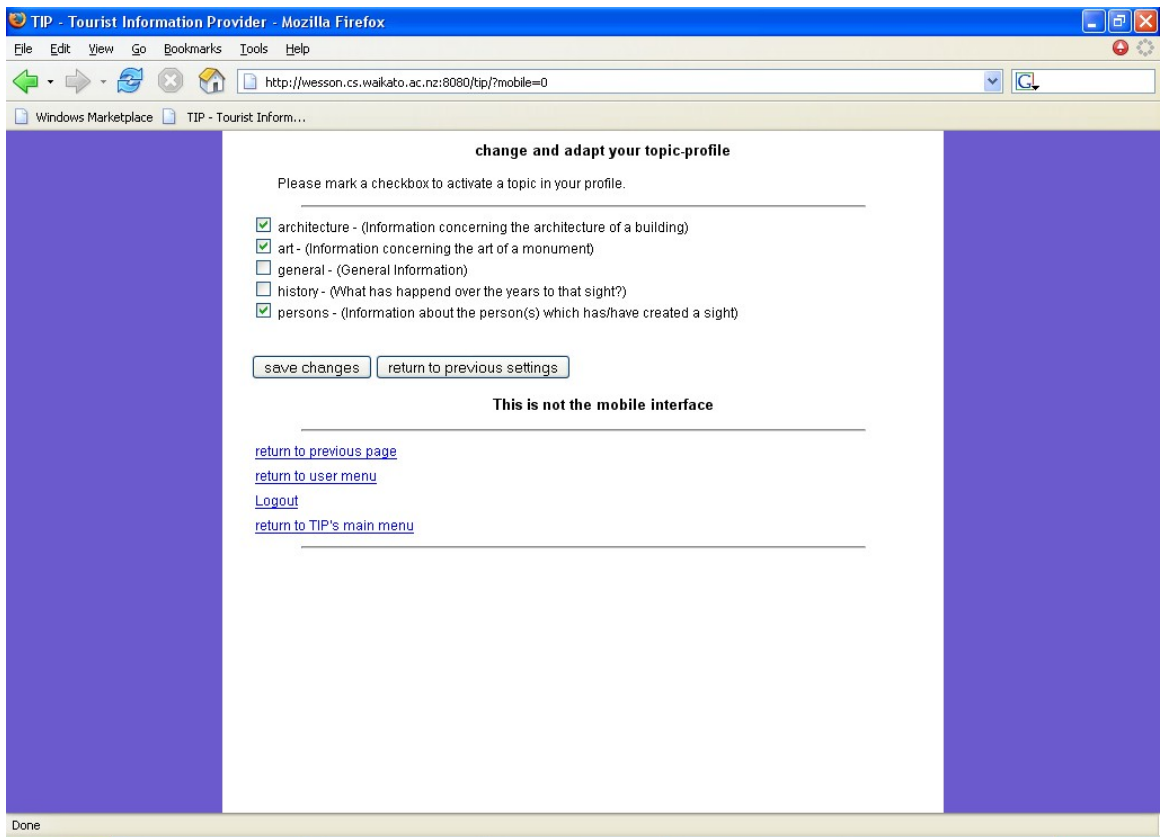 TIP - Tourist Information Provider - Mozilla Firefox
File Edit View Go Bookmarks Tools Help
http://wesson.cs.waikato.ac.nz:8080/tip/?mobile=0
G
Windows Marketplace TIP - Tourist Inform...
change and adapt your topic-profile
Please mark a checkbox to activate a topic in your profile.
architecture - (Information concerning the architecture of a building)
art - (Information concerning the art of a monument)
general - (General Information)
history - (What has happend over the years to that sight?)
persons - (Information about the person(s) which has/have created a sight)
save changes return to previous settings
This is not the mobile interface
return to previous page
return to user menu
Logout
return to TIP's main menu
Done